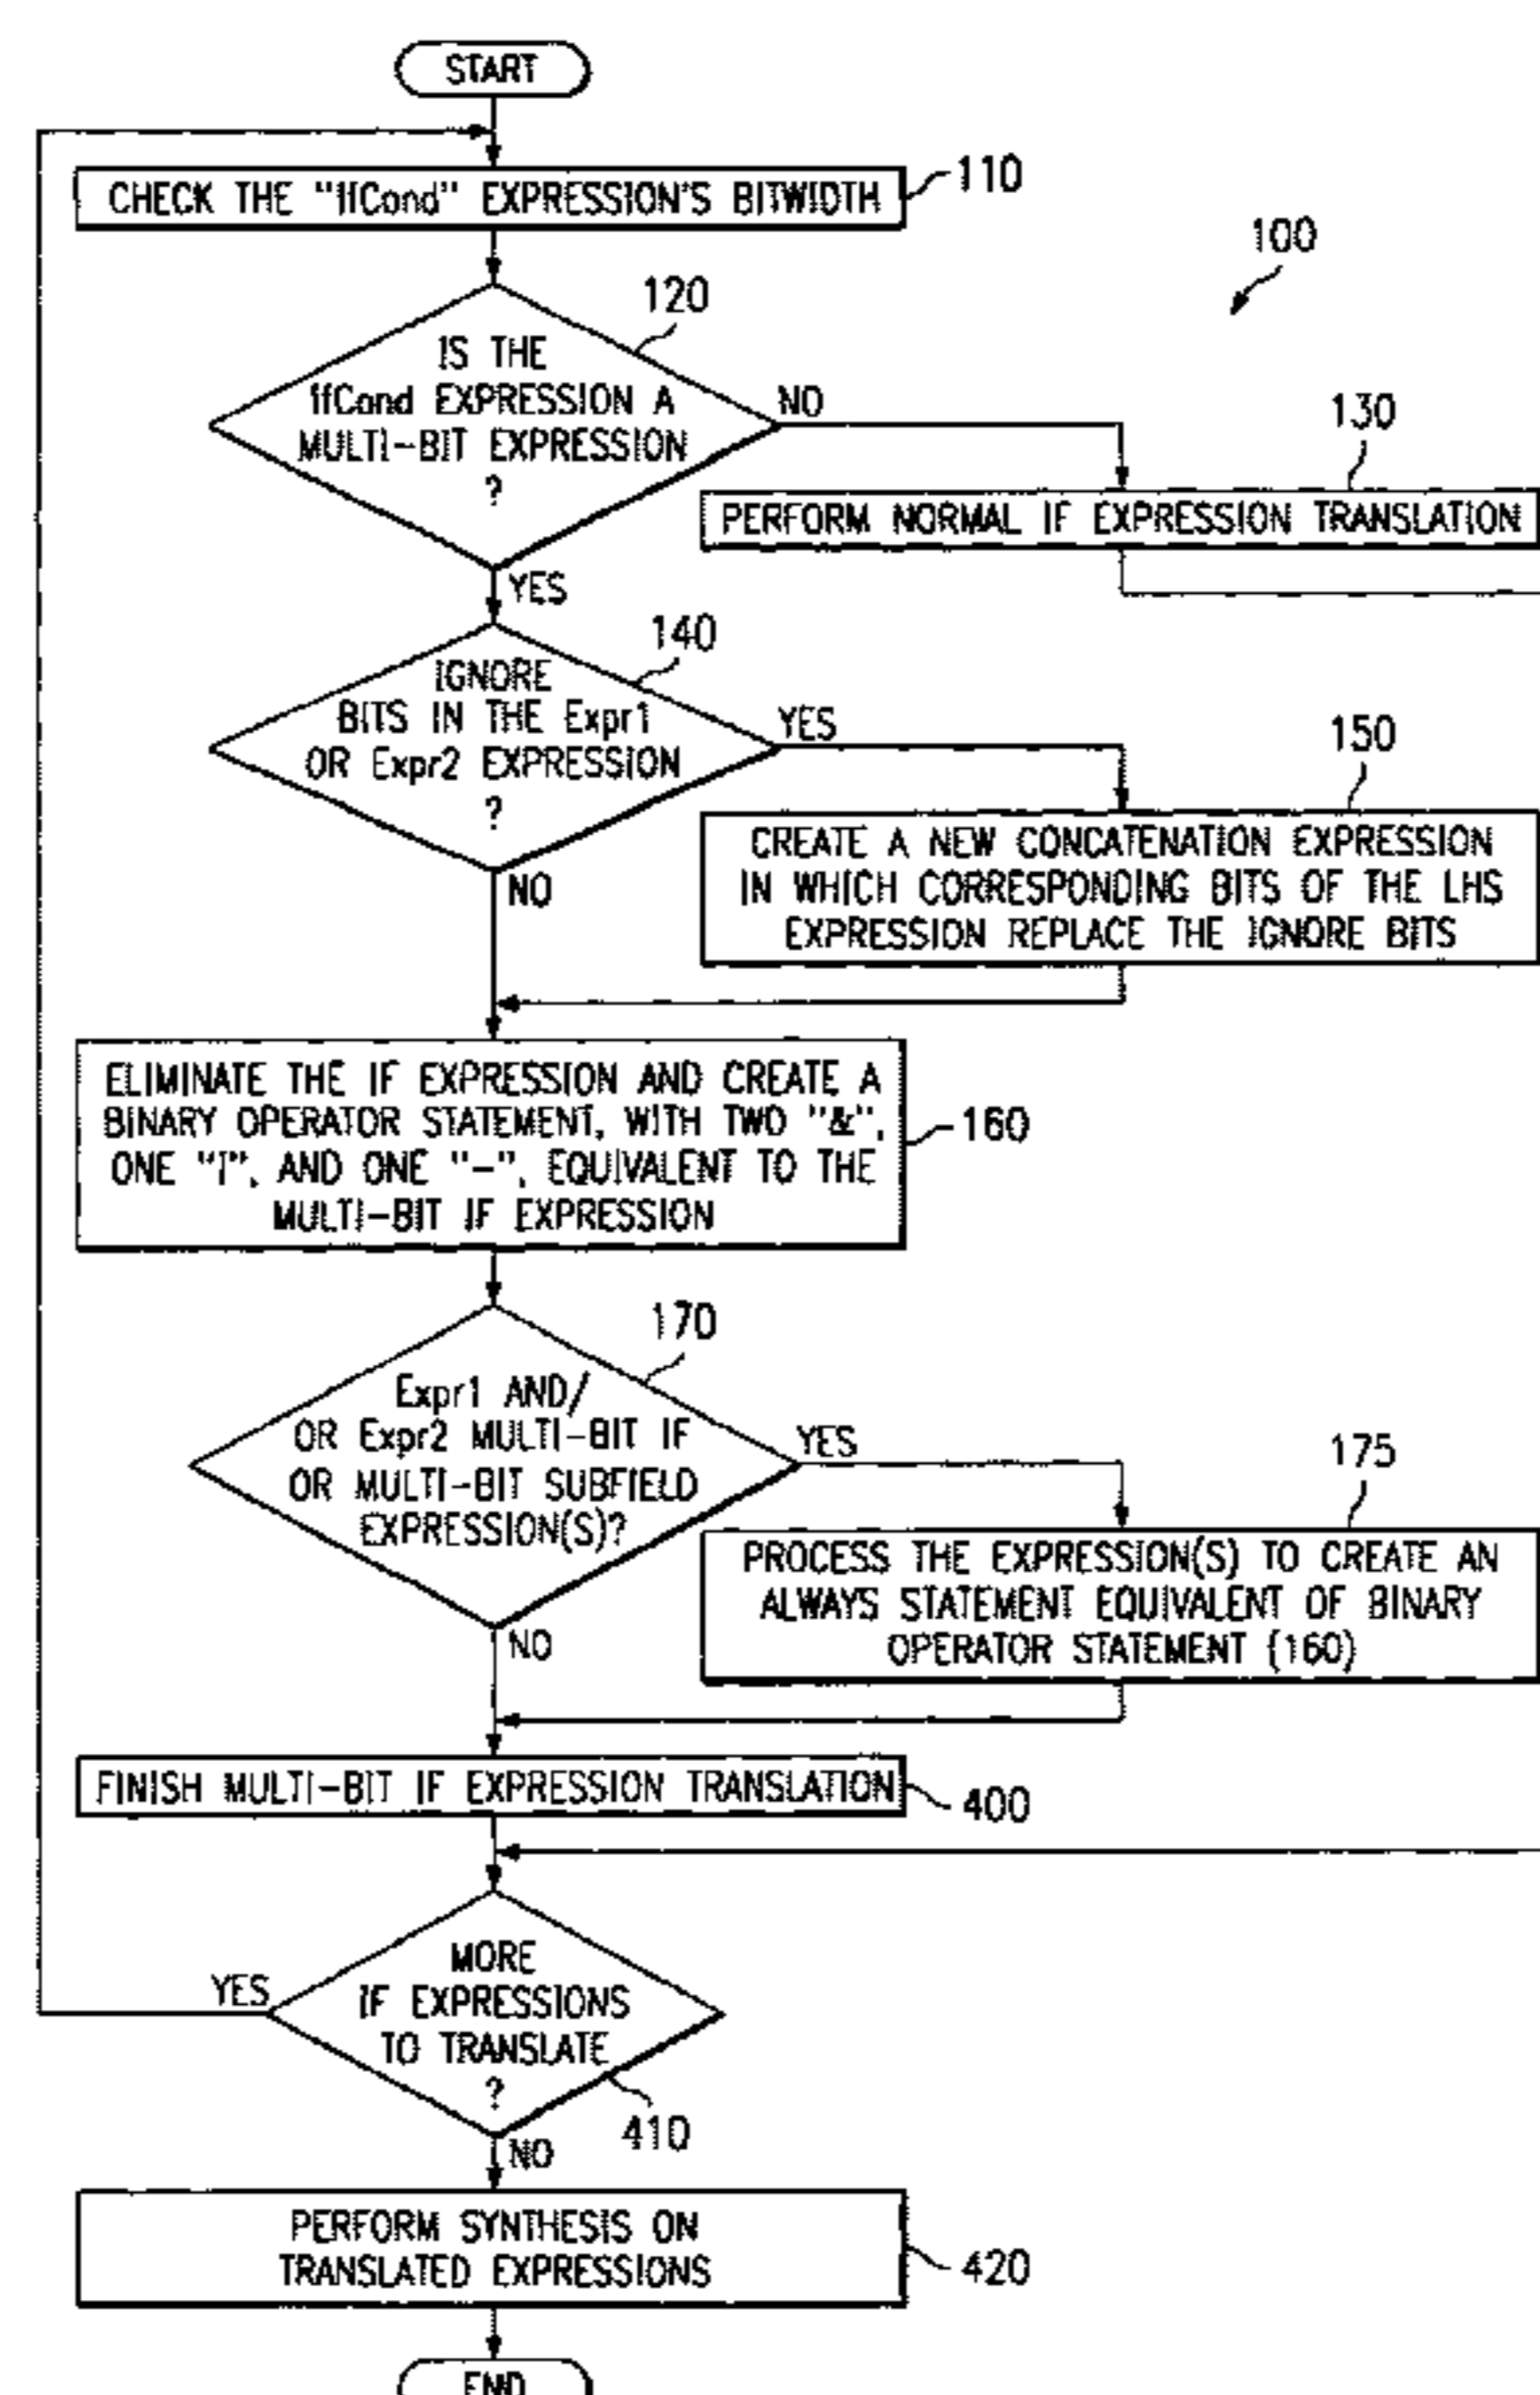 START
CHECK THE "IfCond" EXPRESSION'S BITWIDTH
110
100
120
IS THE
IfCond EXPRESSION A
MULTI-BIT EXPRESSION
?
NO
130
PERFORM NORMAL IF EXPRESSION TRANSLATION
YES
140
IGNORE
BITS IN THE Expr1
OR Expr2 EXPRESSION
?
YES
150
CREATE A NEW CONCATENATION EXPRESSION
IN WHICH CORRESPONDING BITS OF THE LHS
EXPRESSION REPLACE THE IGNORE BITS
NO
ELIMINATE THE IF EXPRESSION AND CREATE A
BINARY OPERATOR STATEMENT, WITH TWO "&",
ONE "|", AND ONE "-", EQUIVALENT TO THE
MULTI-BIT IF EXPRESSION
160
170
Expr1 AND/
OR Expr2 MULTI-BIT IF
OR MULTI-BIT SUBFIELD
EXPRESSION(S)?
YES
175
PROCESS THE EXPRESSION(S) TO CREATE AN
ALWAYS STATEMENT EQUIVALENT OF BINARY
OPERATOR STATEMENT (160)
NO
FINISH MULTI-BIT IF EXPRESSION TRANSLATION
400
MORE
IF EXPRESSIONS
TO TRANSLATE
?
YES
410
NO
PERFORM SYNTHESIS ON
TRANSLATED EXPRESSIONS
420
END